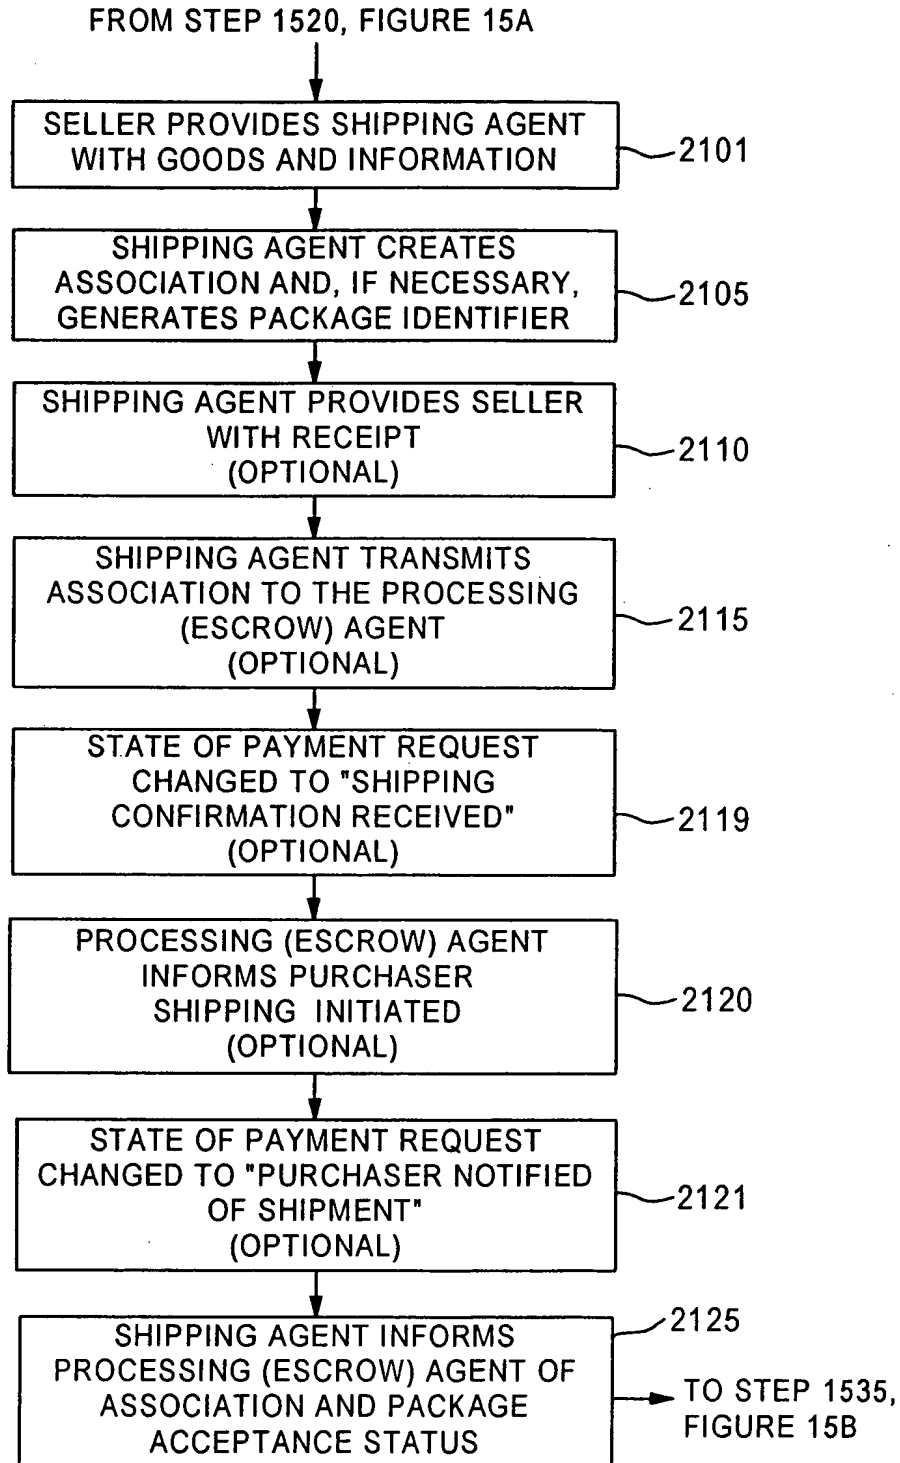 FROM STEP 1520, FIGURE 15A
SELLER PROVIDES SHIPPING AGENT
WITH GOODS AND INFORMATION
2101
SHIPPING AGENT CREATES
ASSOCIATION AND, IF NECESSARY,
GENERATES PACKAGE IDENTIFIER
2105
SHIPPING AGENT PROVIDES SELLER
WITH RECEIPT
(OPTIONAL)
2110
SHIPPING AGENT TRANSMITS
ASSOCIATION TO THE PROCESSING
(ESCROW) AGENT
(OPTIONAL)
2115
STATE OF PAYMENT REQUEST
CHANGED TO "SHIPPING
CONFIRMATION RECEIVED"
(OPTIONAL)
2119
PROCESSING (ESCROW) AGENT
INFORMS PURCHASER
SHIPPING INITIATED
(OPTIONAL)
2120
STATE OF PAYMENT REQUEST
CHANGED TO "PURCHASER NOTIFIED
OF SHIPMENT"
(OPTIONAL)
2121
SHIPPING AGENT INFORMS
PROCESSING (ESCROW) AGENT OF
ASSOCIATION AND PACKAGE
ACCEPTANCE STATUS
2125
TO STEP 1535,
FIGURE 15B